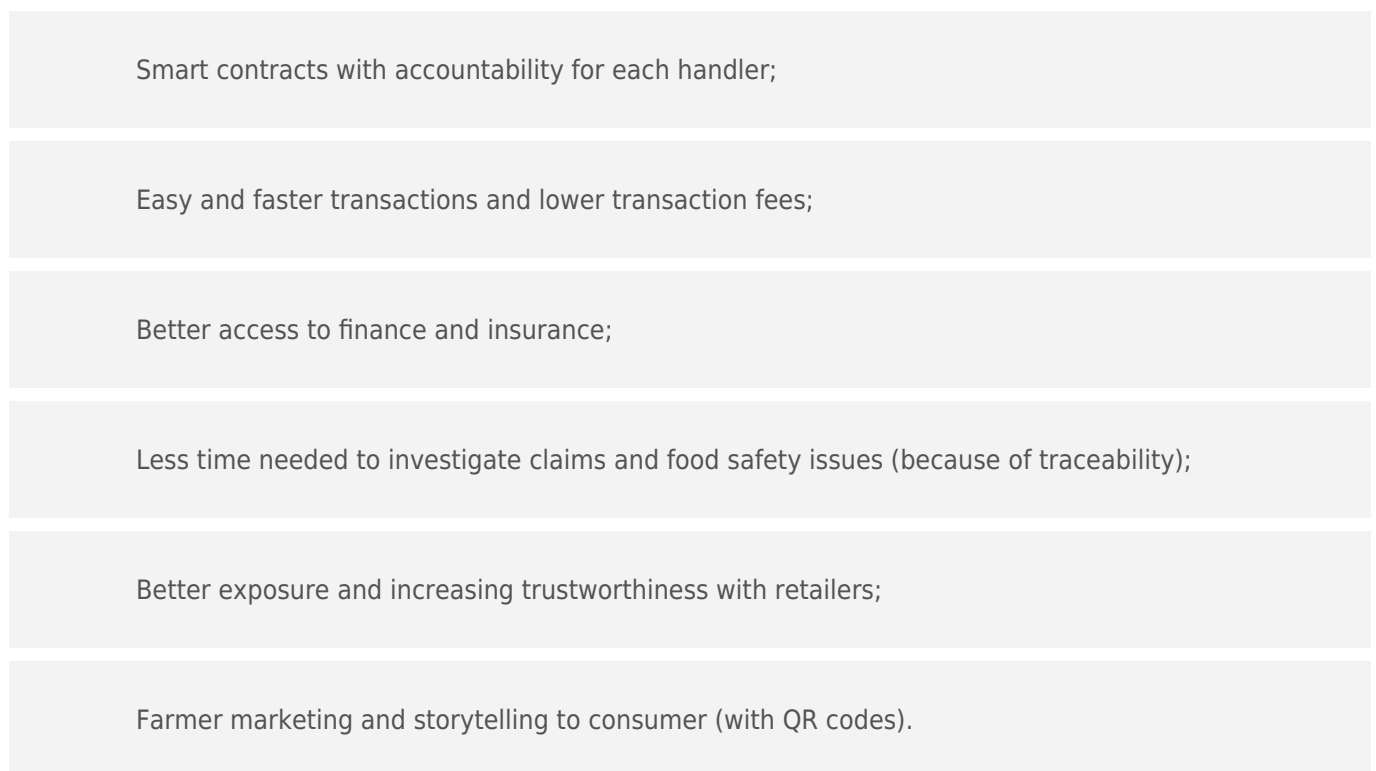 Smart contracts with accountability for each handler;
Easy and faster transactions and lower transaction fees;
Better access to finance and insurance;
Less time needed to investigate claims and food safety issues (because of traceability);
Better exposure and increasing trustworthiness with retailers;
Farmer marketing and storytelling to consumer (with QR codes).